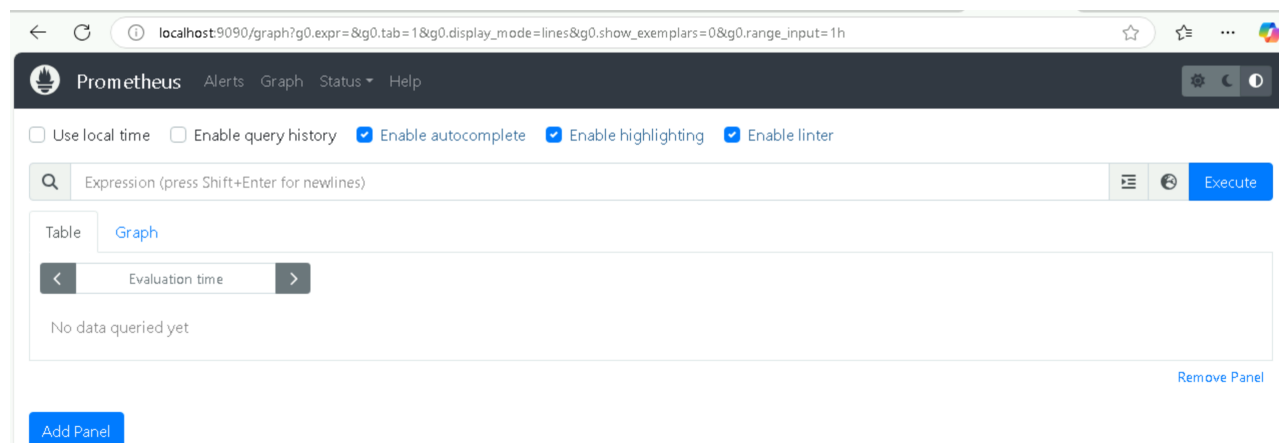 localhost:9090/graph?g0.expr=&g0.tab=1&g0.display_mode=lines&g0.show_exemplars=0&g0.range_input=1h
Prometheus Alerts Graph Status Help
Use local time Enable query history Enable autocomplete Enable highlighting Enable linter
Expression (press Shift+Enter for newlines) Execute
Table Graph
Evaluation time
No data queried yet
Remove Panel
Add Panel